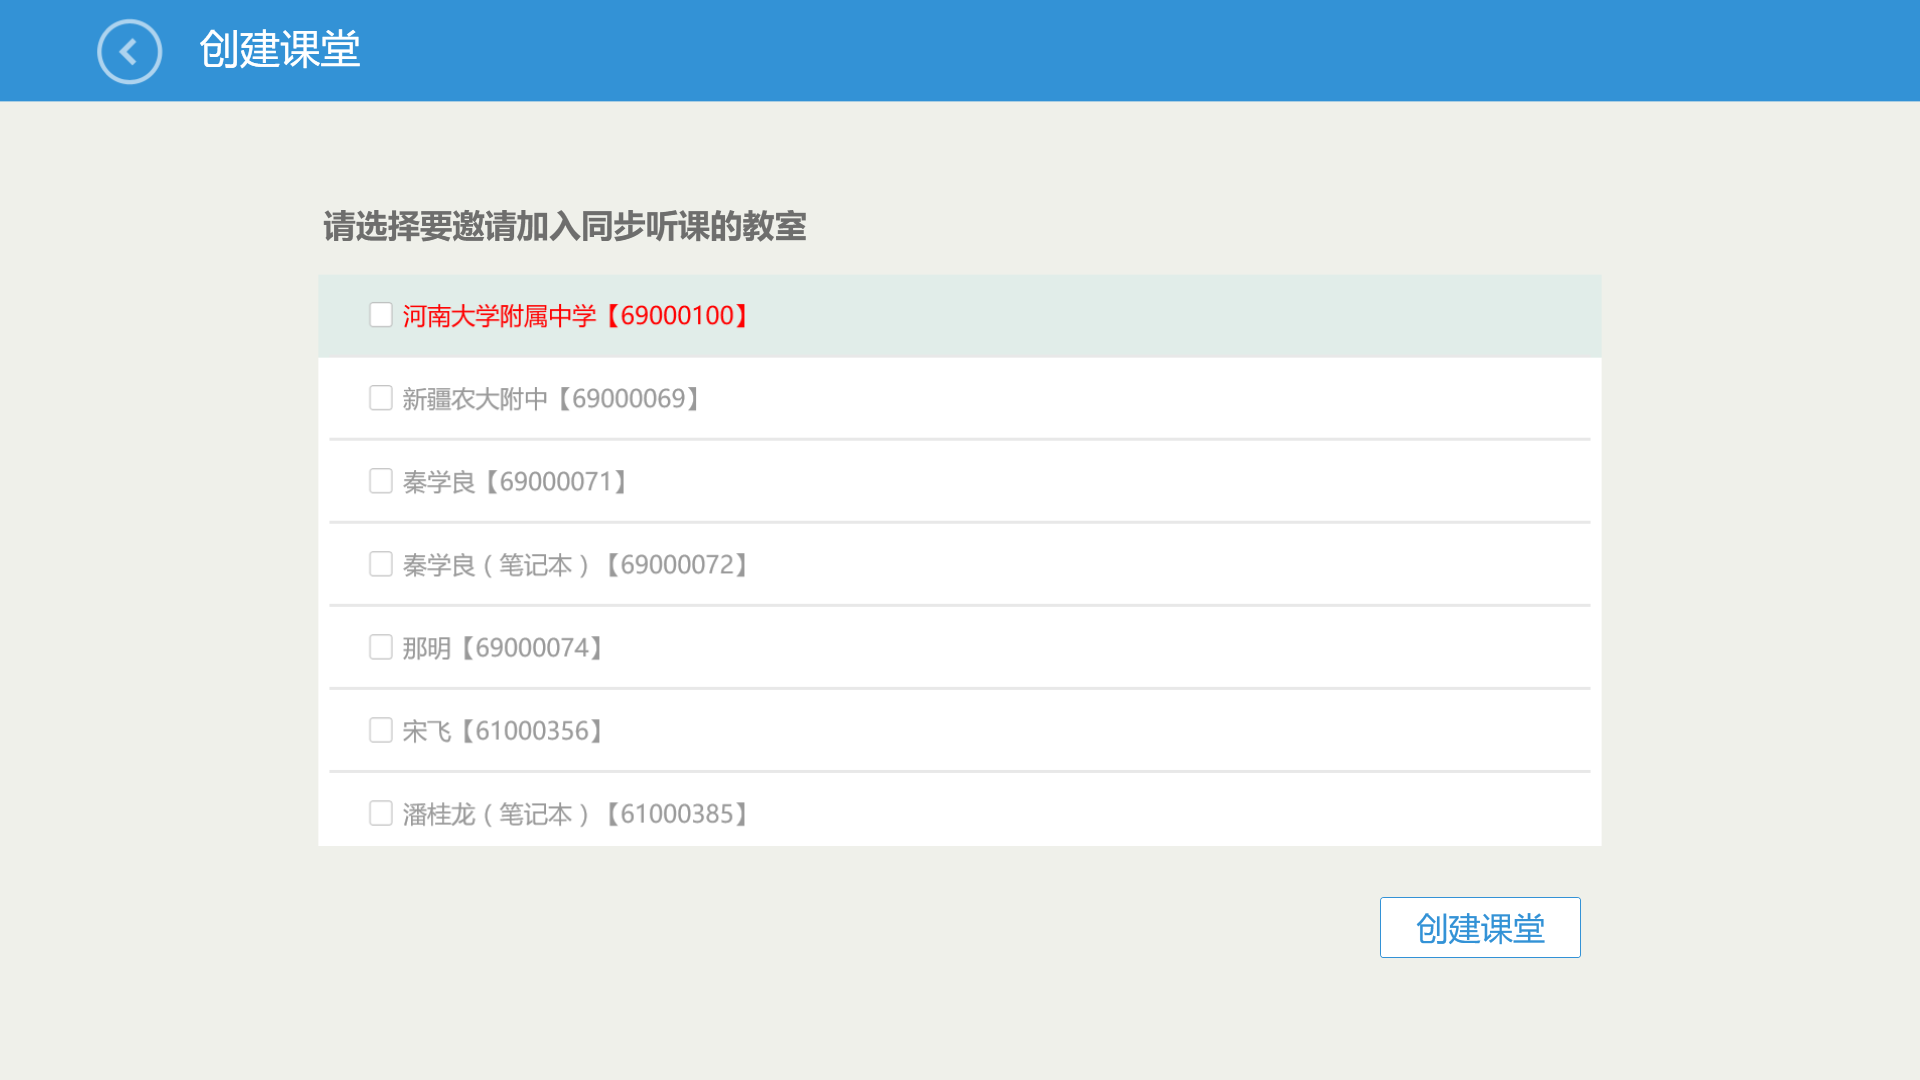 创建课堂
请选择要邀请加入同步听课的教室
河南大学附属中学【69000100】
新疆农大附中【69000069】
秦学良【69000071】
秦学良（笔记本）【69000072】
那明【69000074】
宋飞【61000356】
潘桂龙（笔记本）【61000385】
创建课堂